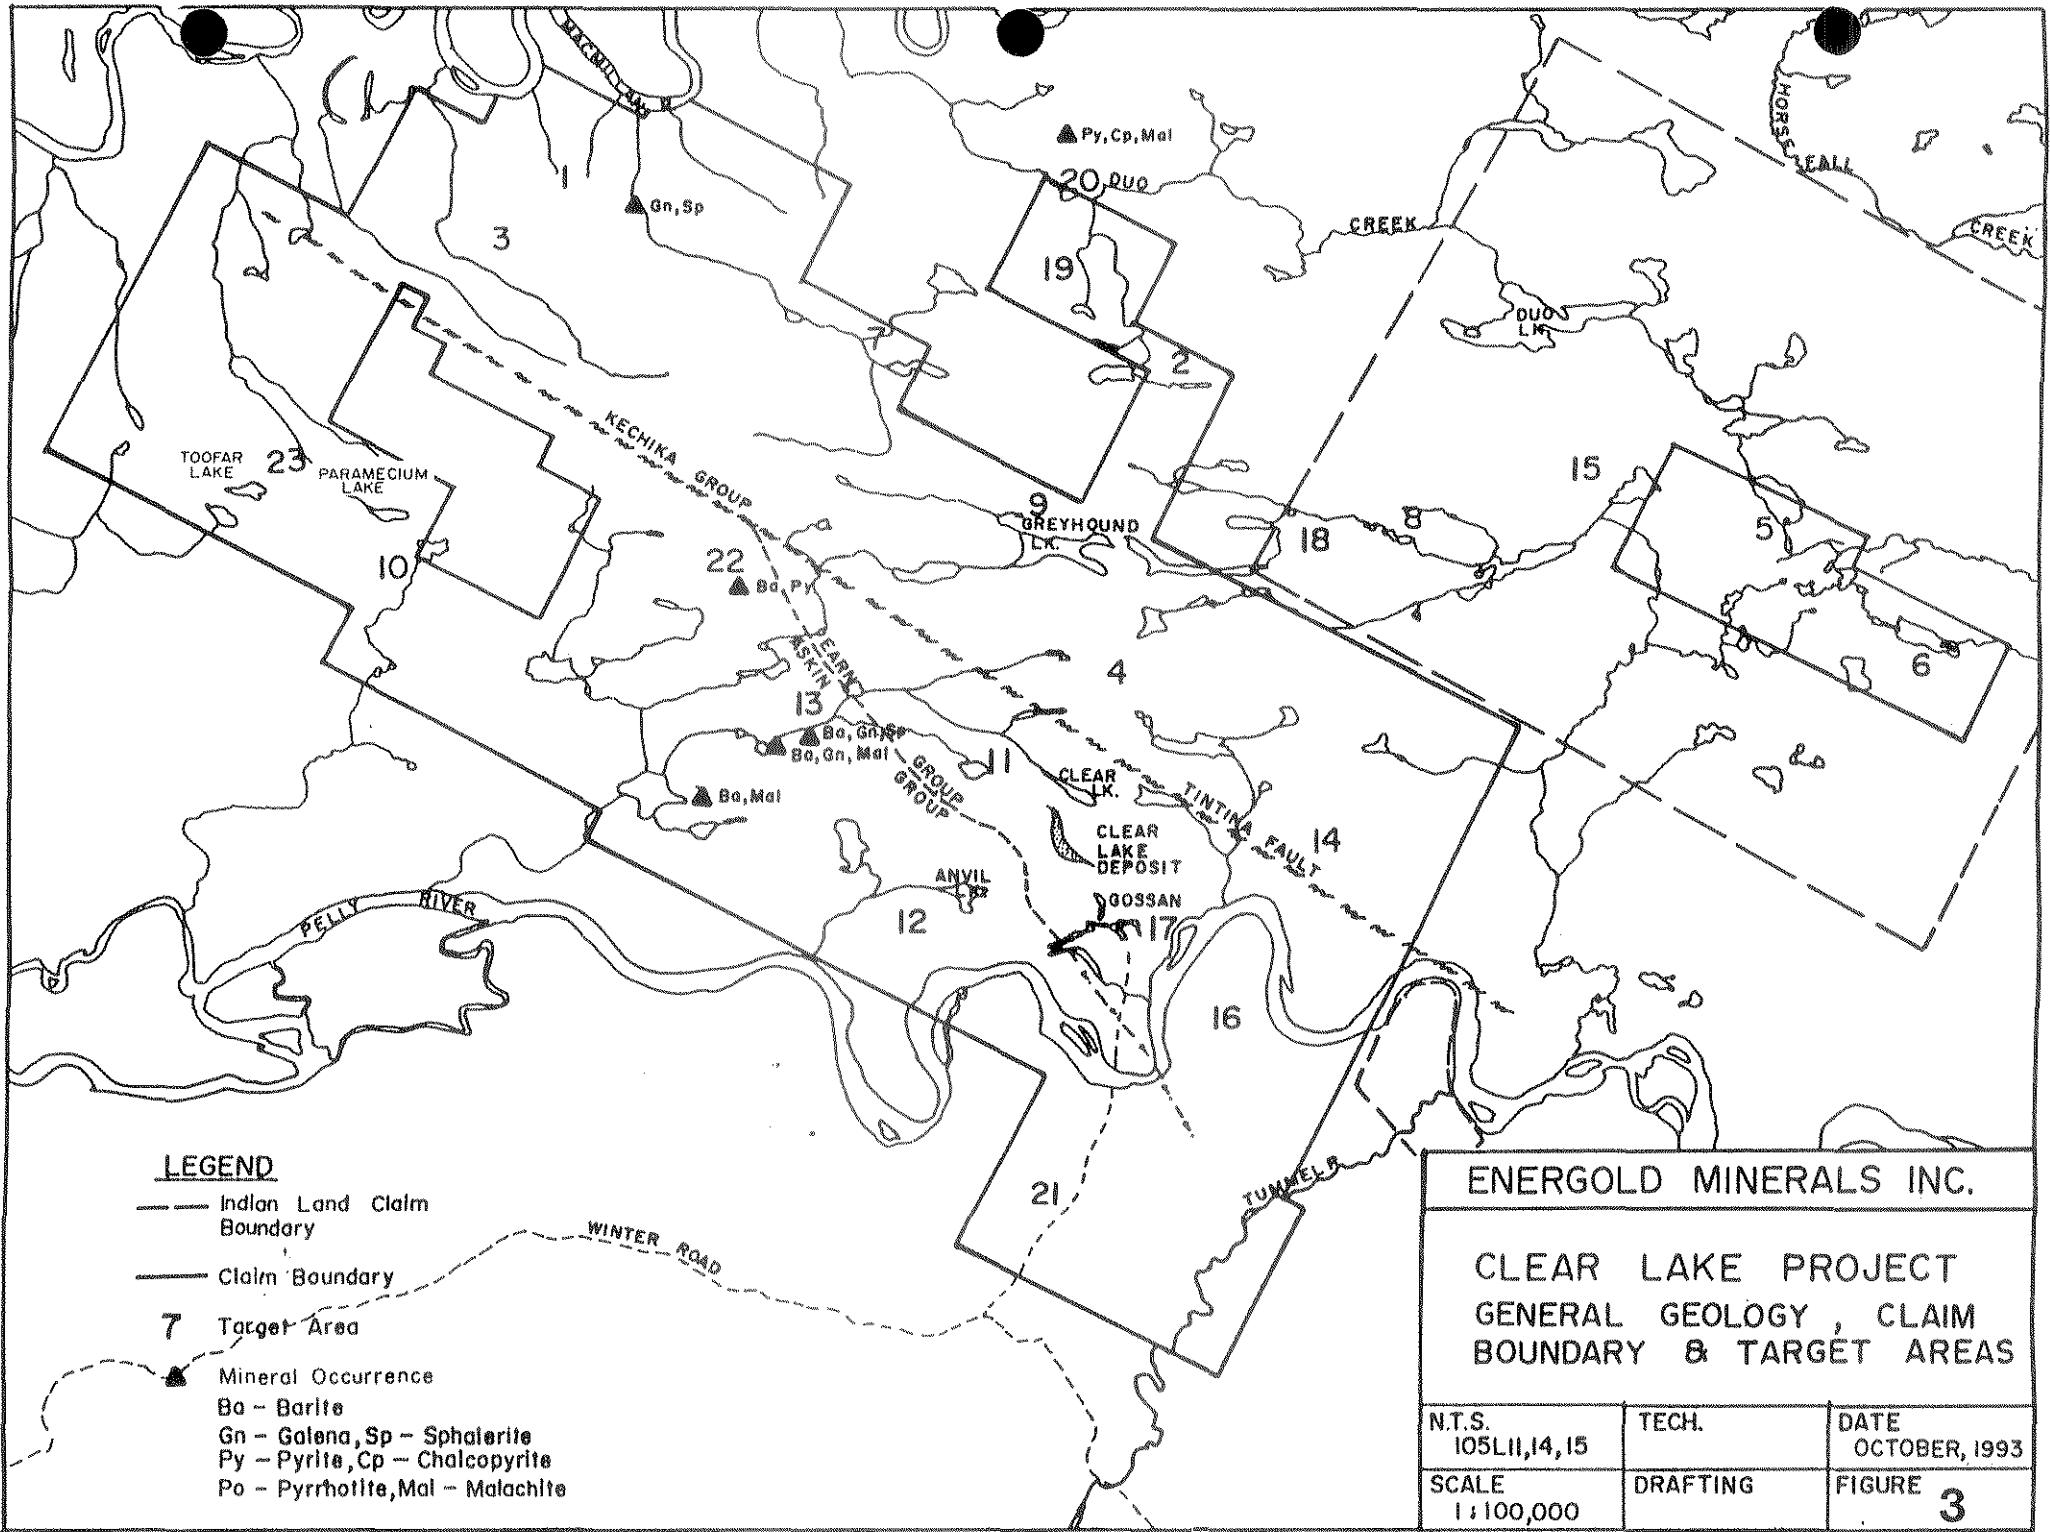 MACMILLAN R.
HORSE
FALL
CREEK
Py, Cp, Mal
20
DUO
CREEK
1
Gn, Sp
3
19
DUO
LK.
7
2
KECHIKA GROUP
TOOFAR
LAKE
23
PARAMECIUM
LAKE
15
9
GREYHOUND
LK.
8
18
5
10
22
Ba, Py
EARN
ASKIN
4
6
13
Ba, Gn, Sp
Ba, Gn, Mal
11
GROUP
GROUP
CLEAR
LK.
Ba, Mal
TINTINA FAULT
14
CLEAR
LAKE
DEPOSIT
ANVIL
GOSSAN
12
17
PELLY RIVER
16
21
TUMMEL R.
WINTER ROAD
LEGEND
Indian Land Claim
Boundary
Claim Boundary
7 Target Area
Mineral Occurrence
Ba - Barite
Gn - Galena, Sp - Sphalerite
Py - Pyrite, Cp - Chalcopyrite
Po - Pyrrhotite, Mal - Malachite
ENERGOLD MINERALS INC.
CLEAR LAKE PROJECT
GENERAL GEOLOGY, CLAIM
BOUNDARY & TARGET AREAS
N.T.S.
105L11,14,15
TECH.
DATE
OCTOBER, 1993
SCALE
1:100,000
DRAFTING
FIGURE
3